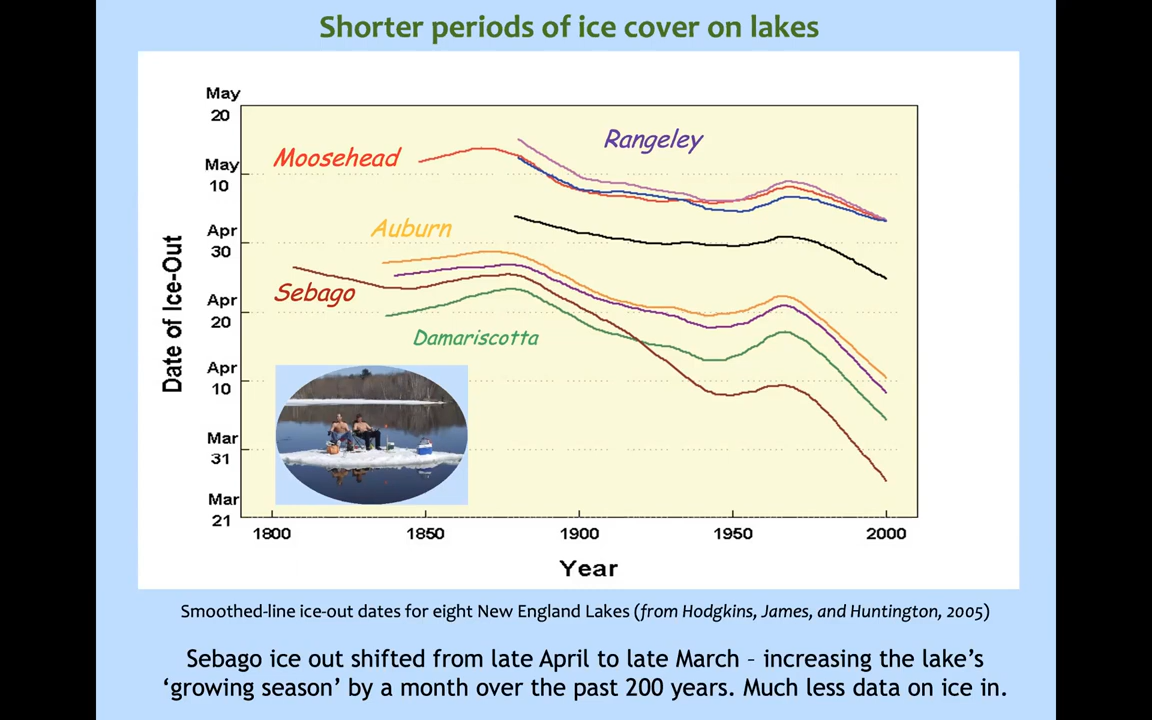 Shorter periods of ice cover on lakes
May
20
Rangeley
Moosehead
May
10
Auburn
Apr
30
Sebago
Apr
20
Damariscotta
Date of Ice-Out
Apr
10
Mar
31
Mar
21
1800 1850 1900 1950 2000
Year
Smoothed-line ice-out dates for eight New England Lakes (from Hodgkins, James, and Huntington, 2005)
Sebago ice out shifted from late April to late March – increasing the lake's
'growing season' by a month over the past 200 years. Much less data on ice in.